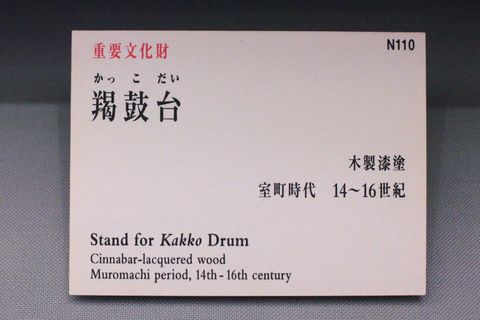 N110
重要文化財
かっこだい
羯鼓台
木製漆塗
室町時代 14〜16世紀
Stand for Kakko Drum
Cinnabar-lacquered wood
Muromachi period, 14th-16th century